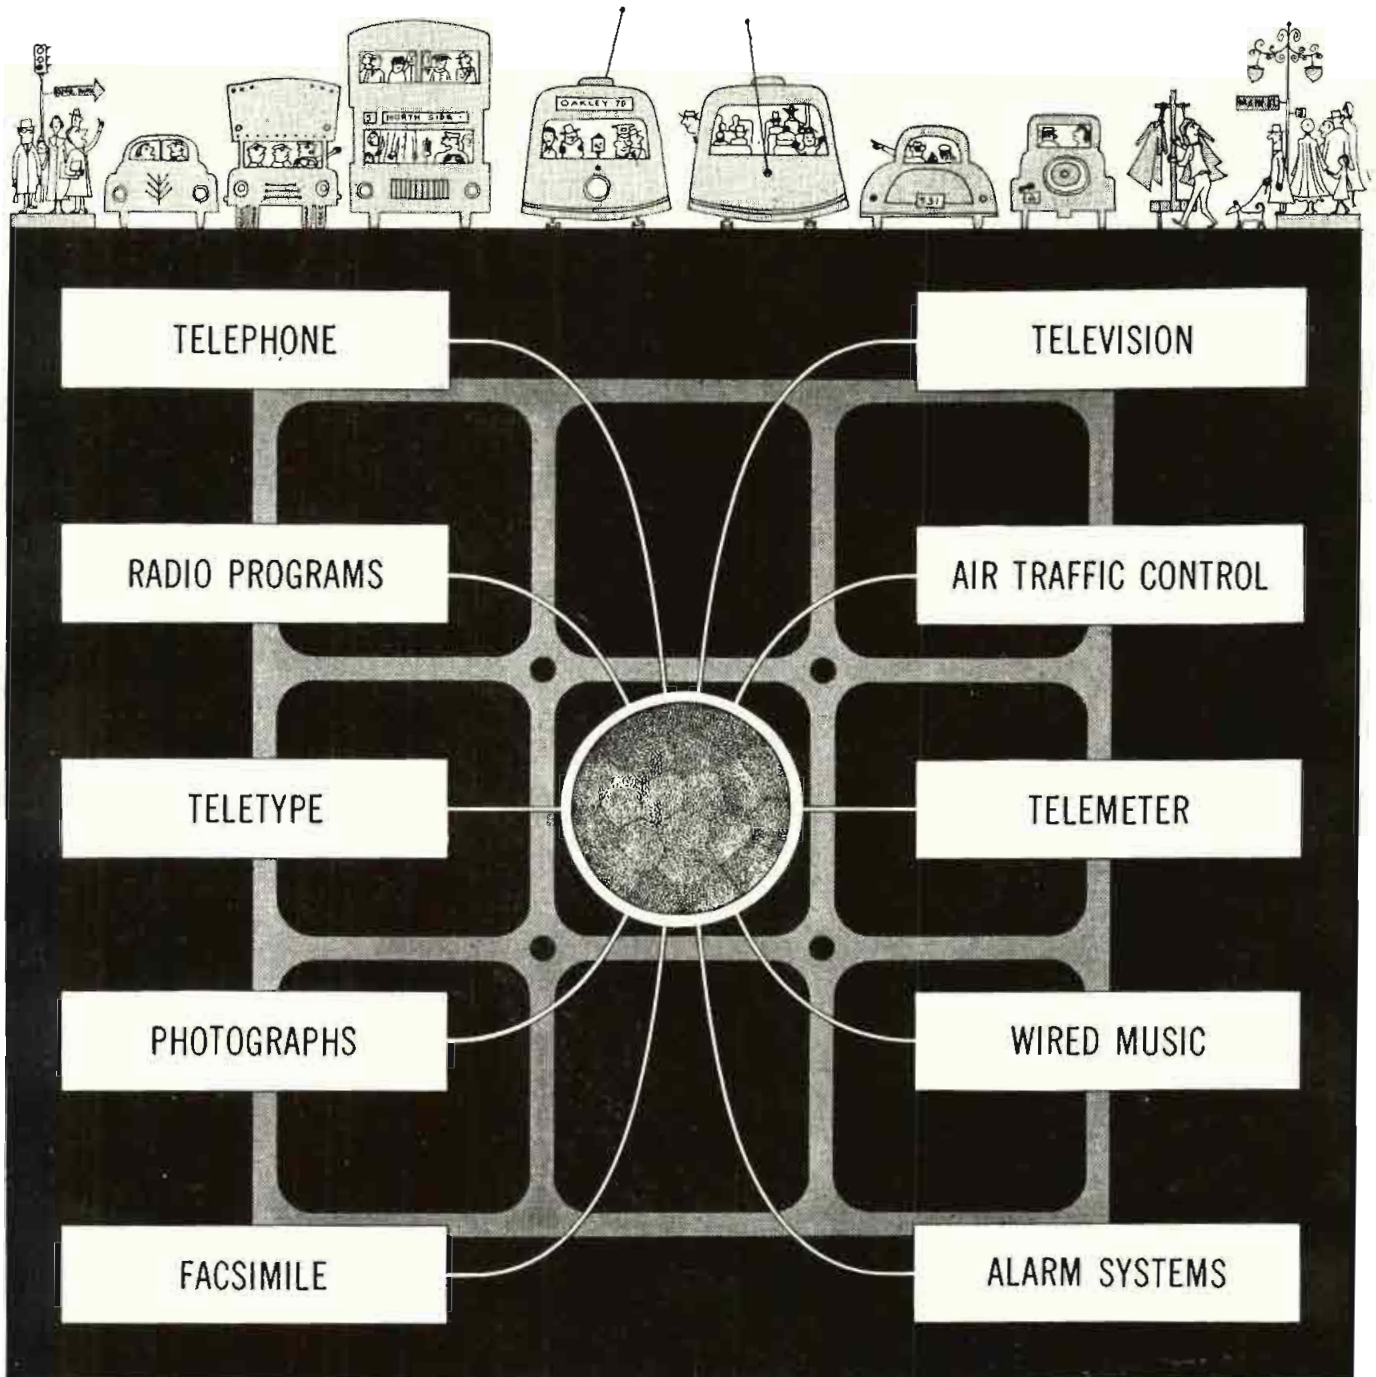 OAKLEY 70
NORTH SIDE
TELEPHONE
TELEVISION
RADIO PROGRAMS
AIR TRAFFIC CONTROL
TELETYPE
TELEMETER
PHOTOGRAPHS
WIRED MUSIC
FACSIMILE
ALARM SYSTEMS